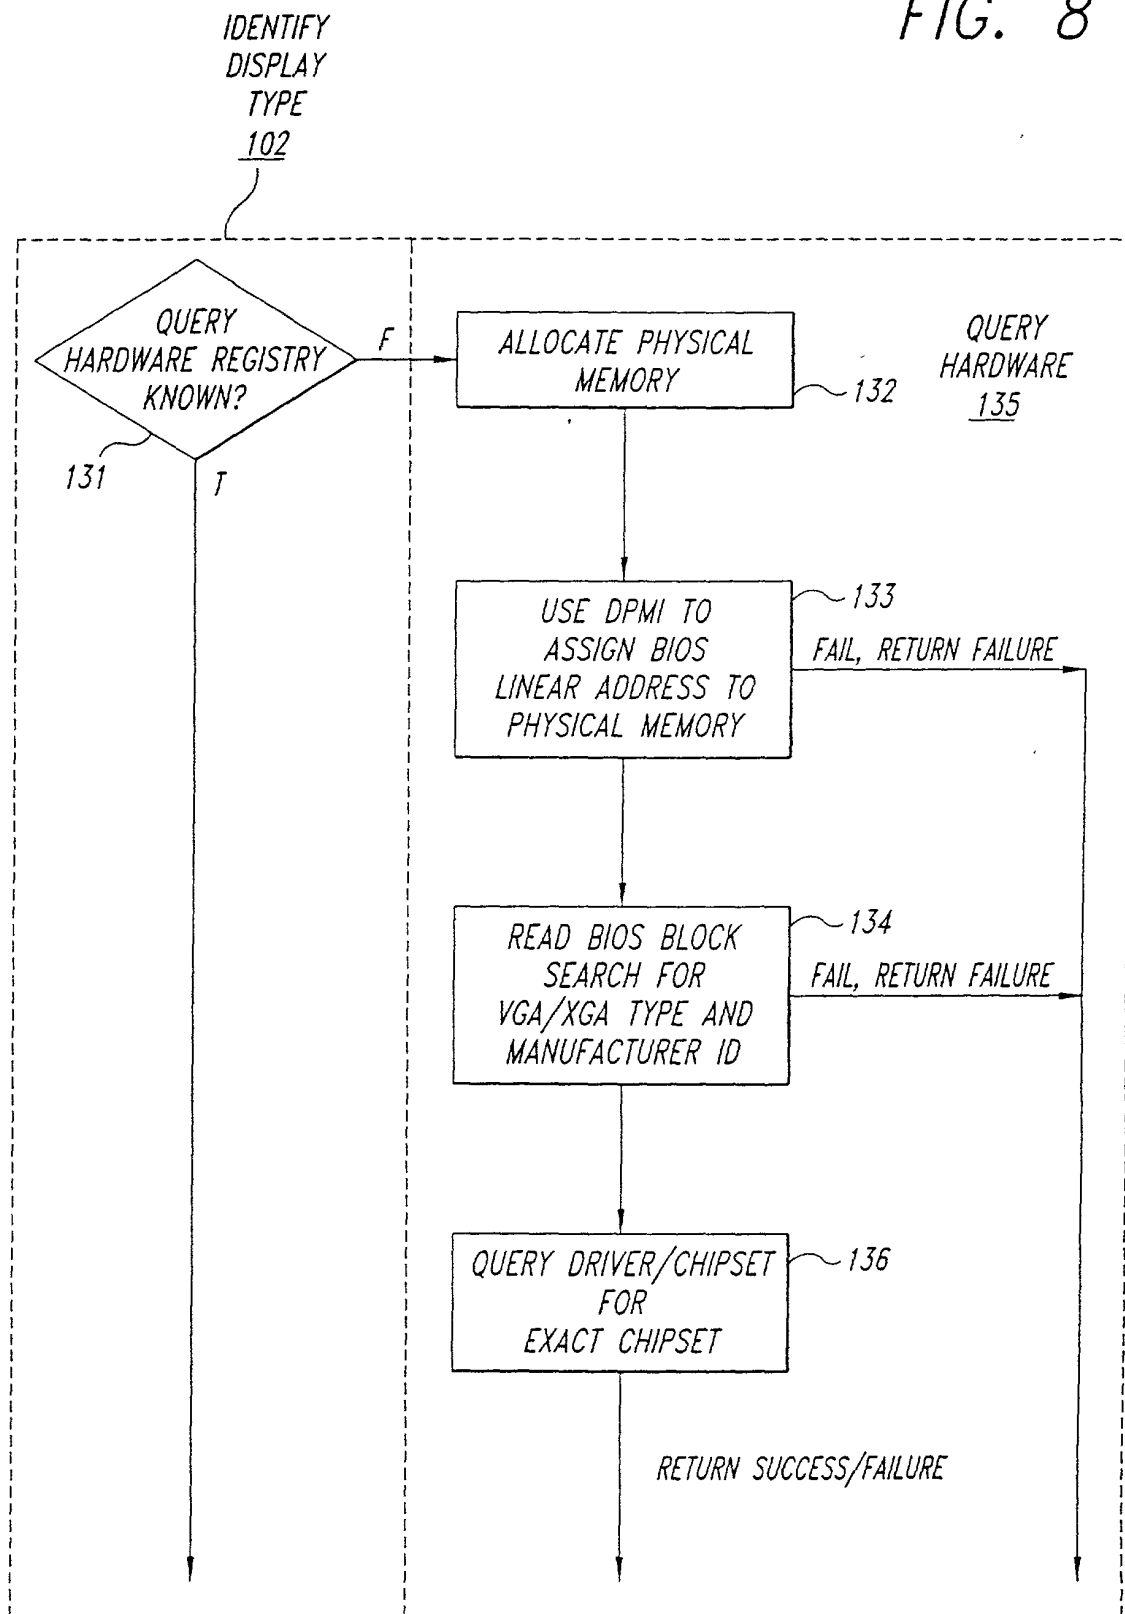 FIG. 8
IDENTIFY
DISPLAY
TYPE
102
QUERY
HARDWARE REGISTRY
KNOWN?
131
F
T
ALLOCATE PHYSICAL
MEMORY
132
QUERY
HARDWARE
135
USE DPMI TO
ASSIGN BIOS
LINEAR ADDRESS TO
PHYSICAL MEMORY
133
FAIL, RETURN FAILURE
READ BIOS BLOCK
SEARCH FOR
VGA/XGA TYPE AND
MANUFACTURER ID
134
FAIL, RETURN FAILURE
QUERY DRIVER/CHIPSET
FOR
EXACT CHIPSET
136
RETURN SUCCESS/FAILURE